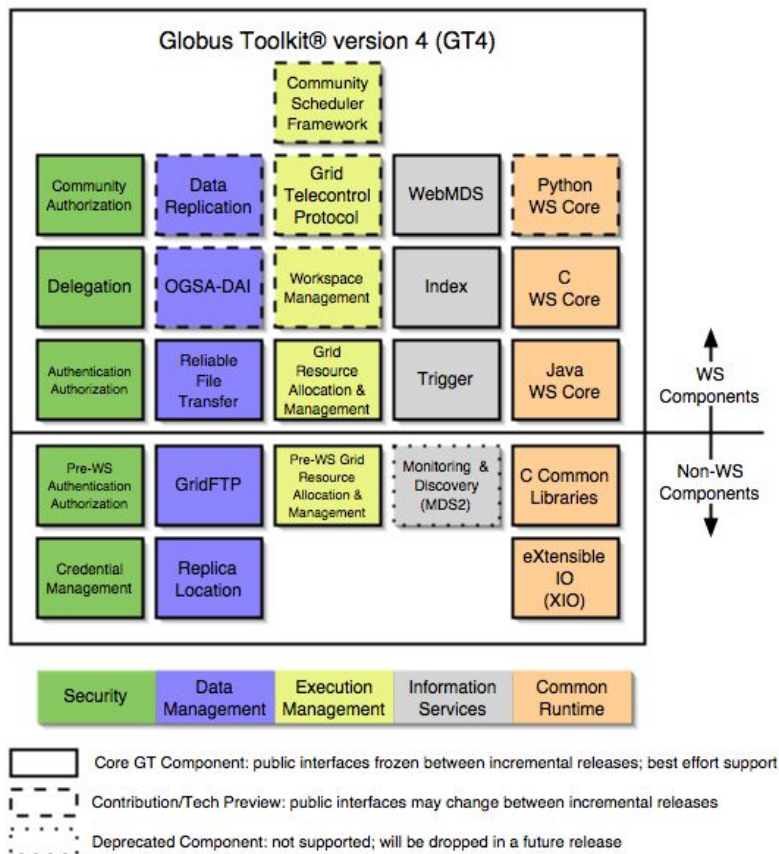 Globus Toolkit® version 4 (GT4)
Community
Scheduler
Framework
Community
Authorization
Data
Replication
Grid
Telecontrol
Protocol
WebMDS
Python
WS Core
Delegation
OGSA-DAI
Workspace
Management
Index
C
WS Core
Authentication
Authorization
Reliable
File
Transfer
Grid
Resource
Allocation &
Management
Trigger
Java
WS Core
WS
Components
Non-WS
Components
Pre-WS
Authentication
Authorization
GridFTP
Pre-WS Grid
Resource
Allocation &
Management
Monitoring &
Discovery
(MDS2)
C Common
Libraries
Credential
Management
Replica
Location
eXtensible
IO
(XIO)
Security
Data
Management
Execution
Management
Information
Services
Common
Runtime
Core GT Component: public interfaces frozen between incremental releases; best effort support
Contribution/Tech Preview: public interfaces may change between incremental releases
Deprecated Component: not supported; will be dropped in a future release